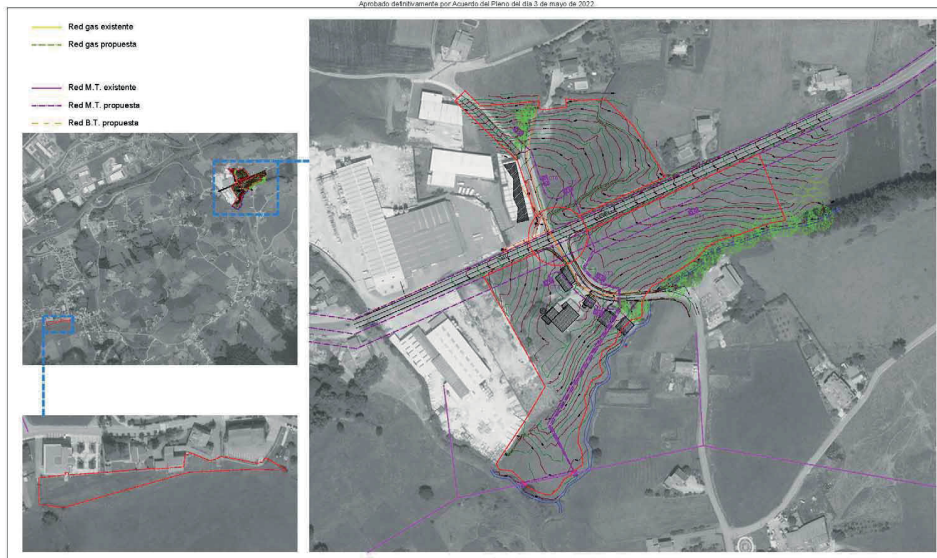 Aprobado definitivamente por Acuerdo del Pleno del día 3 de mayo de 2022
Red gas existente
Red gas propuesta
Red M.T. existente
Red M.T. propuesta
Red B.T. propuesta